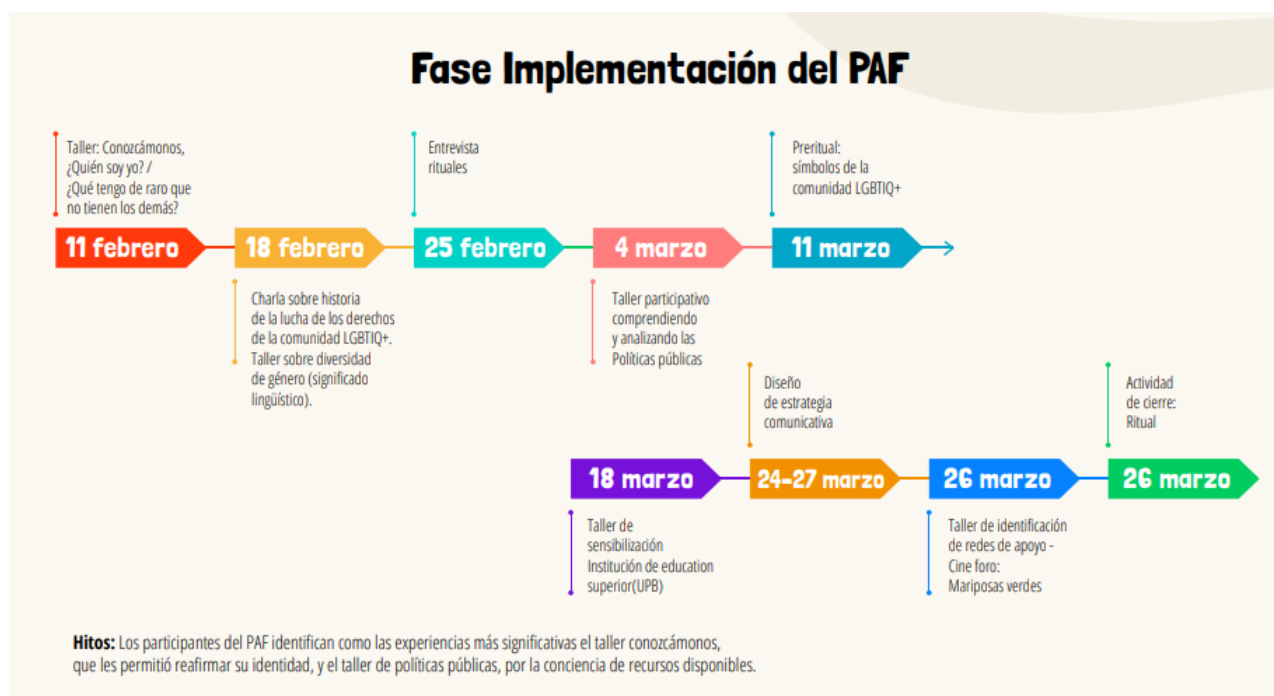 Fase Implementación del PAF
Taller: Conozcámonos,
¿Quién soy yo? /
¿Qué tengo de raro que
no tienen los demás?
11 febrero
18 febrero
Charla sobre historia
de la lucha de los derechos
de la comunidad LGBTIQ+.
Taller sobre diversidad
de género (significado
lingüístico).
Entrevista
rituales
25 febrero
4 marzo
Taller participativo
comprendiendo
y analizando las
Políticas públicas
Preritual:
símbolos de la
comunidad LGBTIQ+
11 marzo
18 marzo
Taller de
sensibilización
Institución de education
superior(UPB)
Diseño
de estrategia
comunicativa
24-27 marzo
26 marzo
Taller de identificación
de redes de apoyo -
Cine foro:
Mariposas verdes
Actividad
de cierre:
Ritual
26 marzo
Hitos: Los participantes del PAF identifican como las experiencias más significativas el taller conozcámonos,
que les permitió reafirmar su identidad, y el taller de políticas públicas, por la conciencia de recursos disponibles.